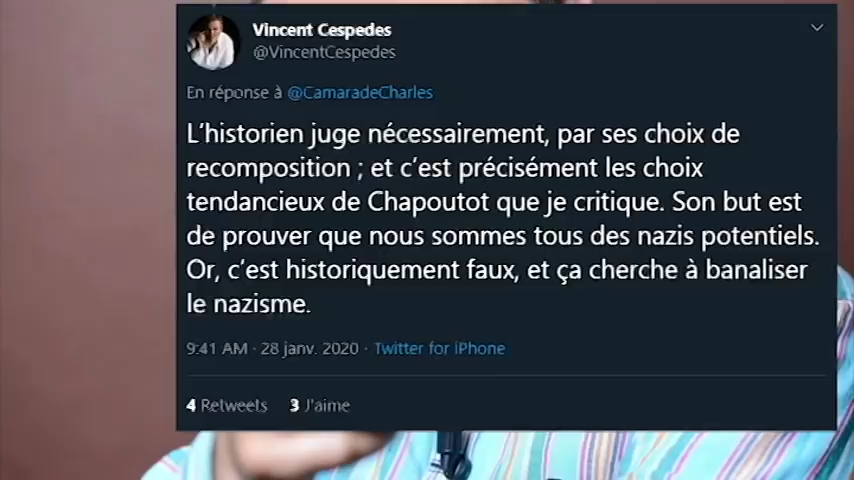 Vincent Cespedes
@VincentCespedes
En réponse à @CamaradeCharles
L'historien juge nécessairement, par ses choix de
recomposition ; et c'est précisément les choix
tendancieux de Chapoutot que je critique. Son but est
de prouver que nous sommes tous des nazis potentiels.
Or, c'est historiquement faux, et ça cherche à banaliser
le nazisme.
9:41 AM · 28 janv. 2020 · Twitter for iPhone
4 Retweets 3 J'aime